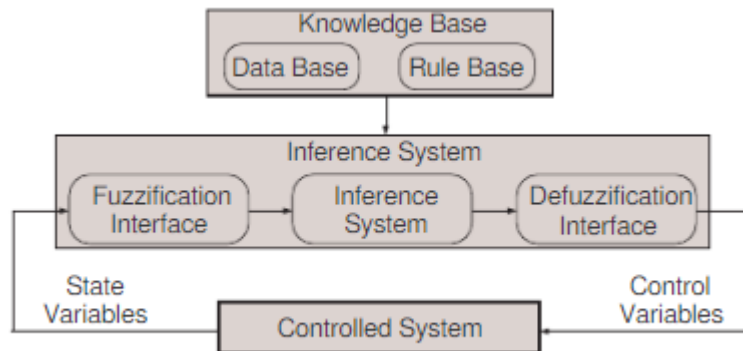 Knowledge Base
Data Base
Rule Base
Inference System
Fuzzification
Interface
Inference
System
Defuzzification
Interface
State
Variables
Control
Variables
Controlled System